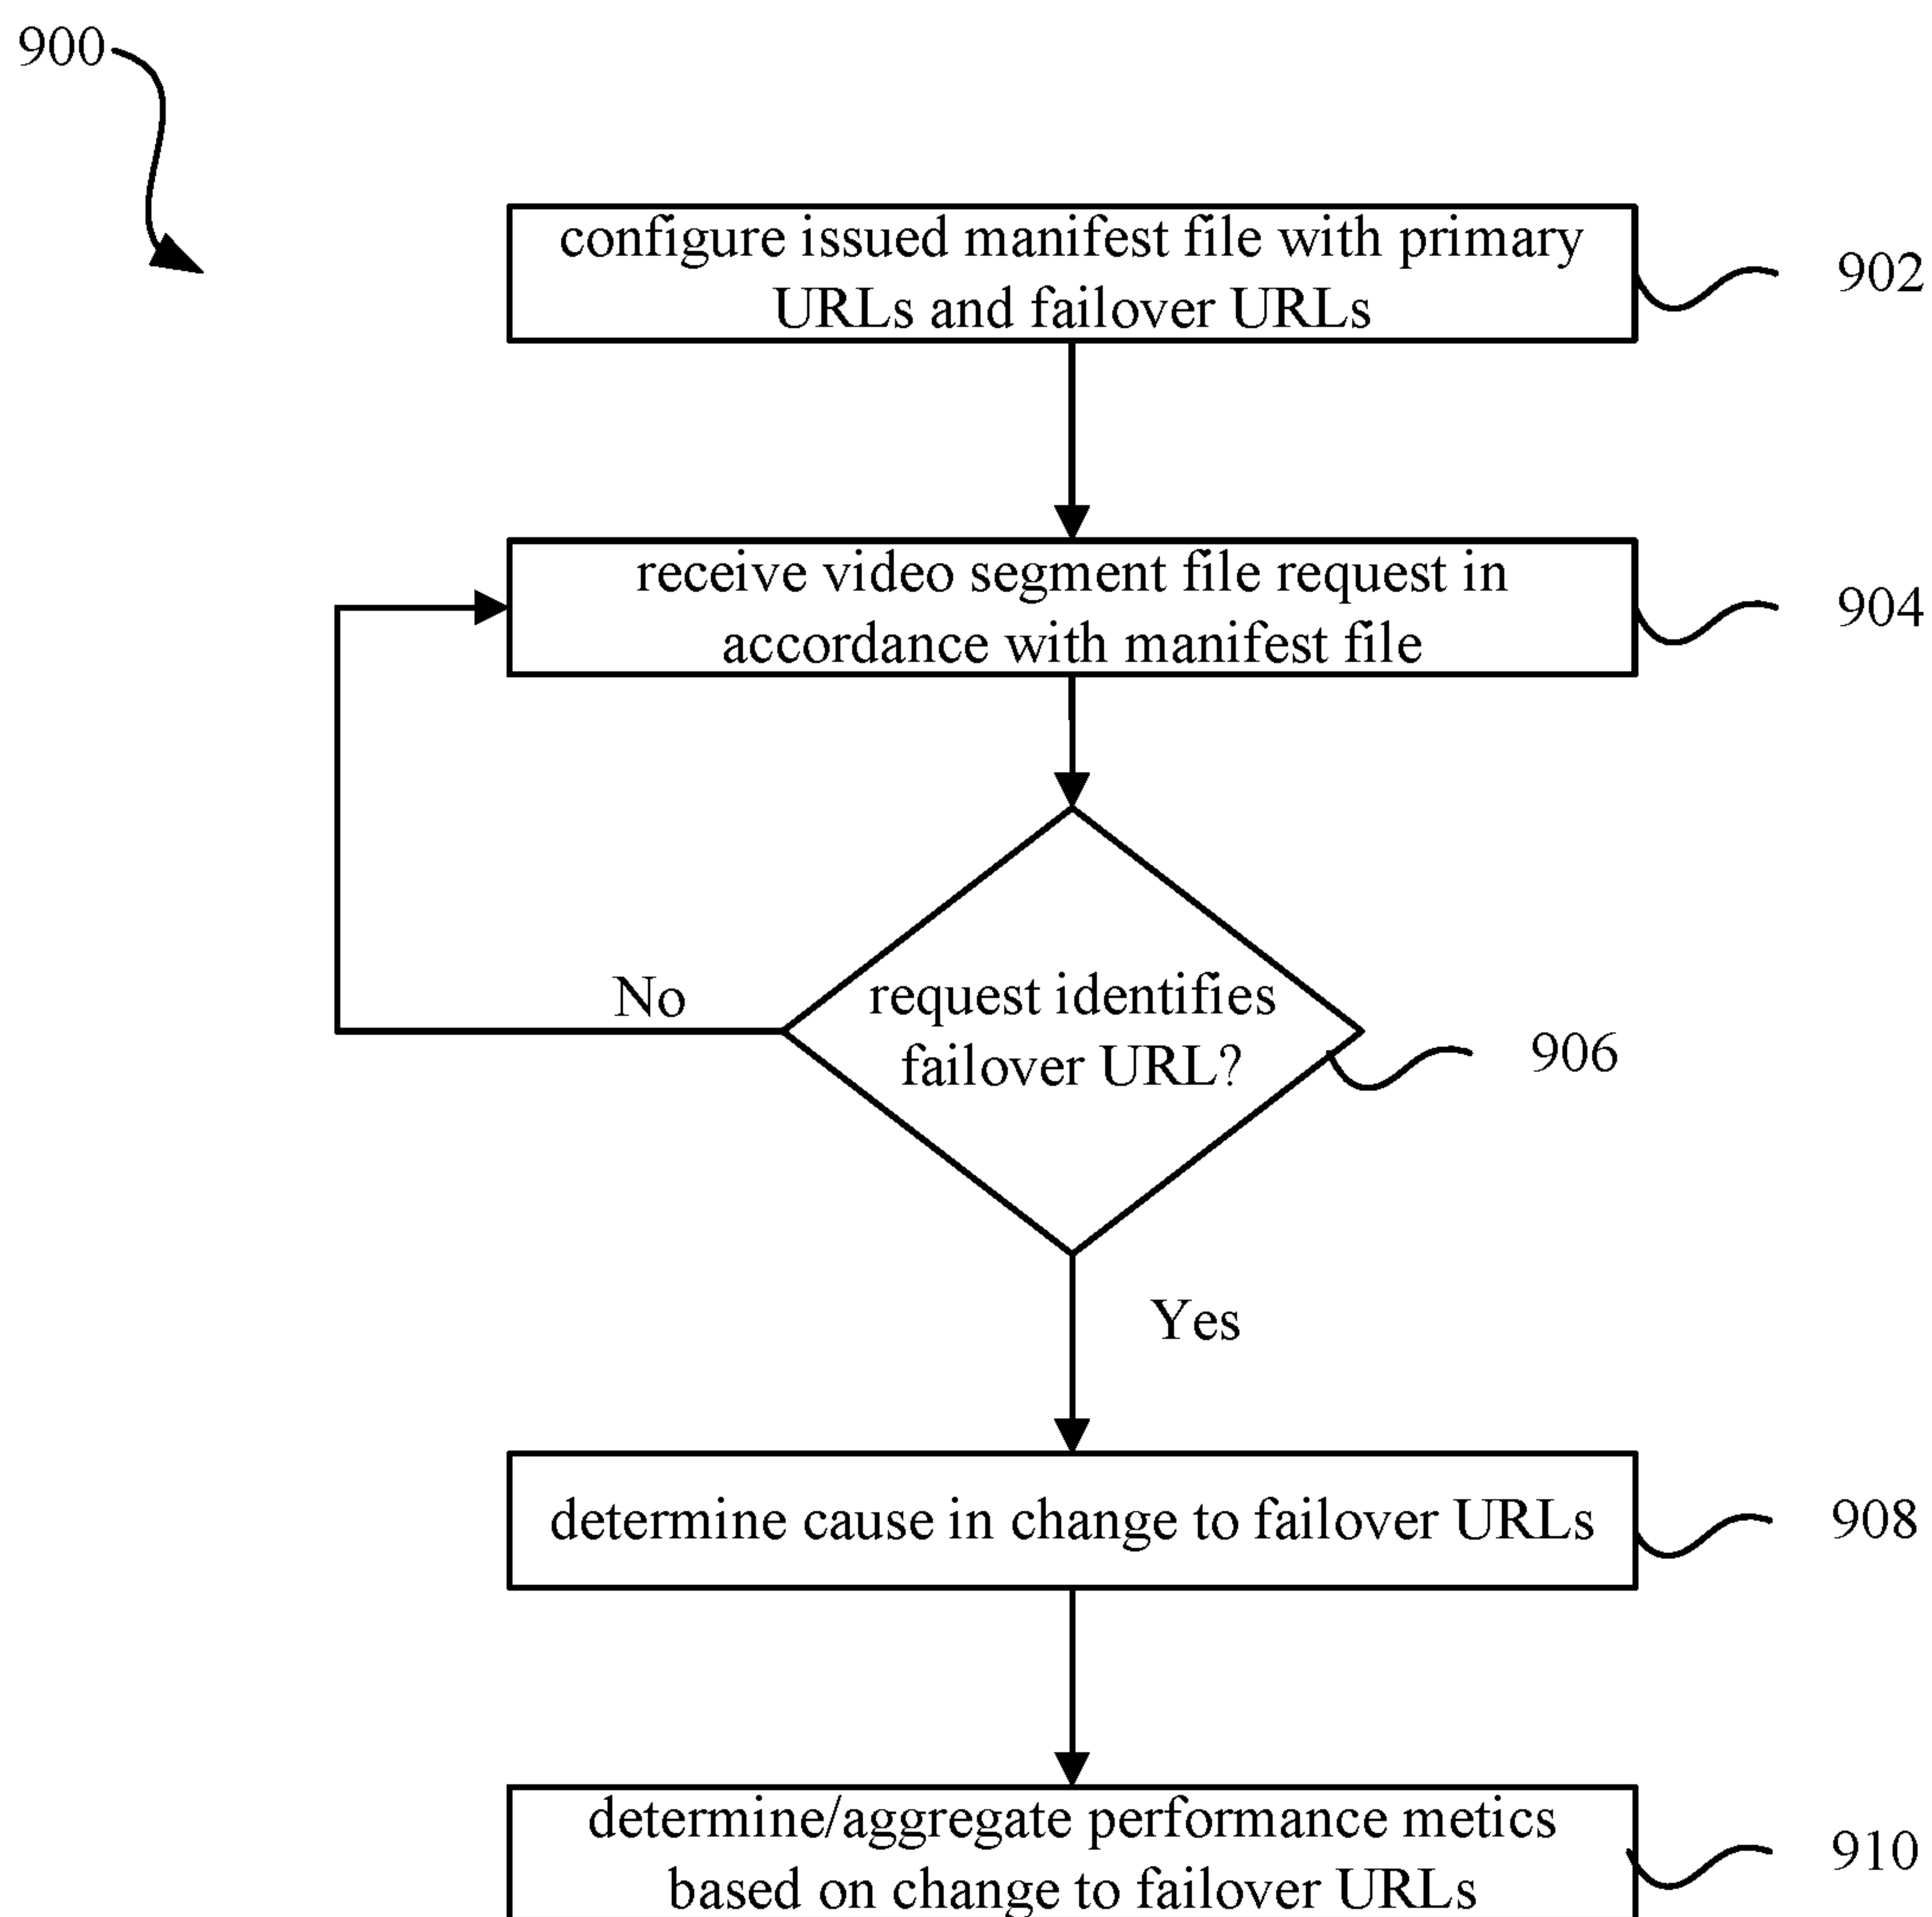 900
configure issued manifest file with primary
URLs and failover URLs
902
receive video segment file request in
accordance with manifest file
904
No
request identifies
failover URL?
906
Yes
determine cause in change to failover URLs
908
determine/aggregate performance metics
based on change to failover URLs
910